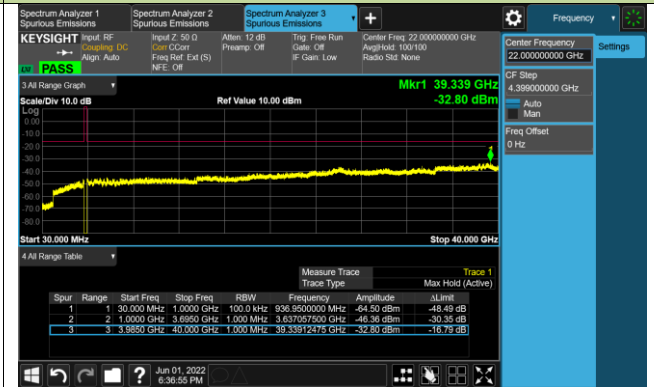 Spectrum Analyzer 1
Spurious Emissions
Spectrum Analyzer 2
Spurious Emissions
Spectrum Analyzer 3
Spurious Emissions
Frequency
KEYSIGHT
Input: RF
Coupling: DC
Align: Auto
Input Z: 50 Ω
Corr CCorr
Freq Ref: Ext (S)
NFE: Off
Atten: 12 dB
Preamp: Off
Trig: Free Run
Gate: Off
IF Gain: Low
Center Freq: 22.000000000 GHz
Avg|Hold: 100/100
Radio Std: None
PASS
Center Frequency
22.000000000 GHz
Settings
CF Step
4.399000000 GHz
Auto
Man
Freq Offset
0 Hz
3 All Range Graph
Mkr1 39.339 GHz
Scale/Div 10.0 dB
Ref Value 10.00 dBm
-32.80 dBm
Log
0.00
-10.0
-20.0
-30.0
-40.0
-50.0
-60.0
-70.0
-80.0
1
Start 30.000 MHz
Stop 40.000 GHz
4 All Range Table
Measure Trace Trace 1
Trace Type Max Hold (Active)
Spur Range Start Freq Stop Freq RBW Frequency Amplitude ΔLimit
1 1 30.000 MHz 1.0000 GHz 100.0 kHz 936.9500000 MHz -64.50 dBm -48.49 dB
2 2 1.0000 GHz 3.6950 GHz 1.000 MHz 3.637057500 GHz -46.36 dBm -30.35 dB
3 3 3.9850 GHz 40.000 GHz 1.000 MHz 39.33912475 GHz -32.80 dBm -16.79 dB
Jun 01, 2022
6:36:55 PM